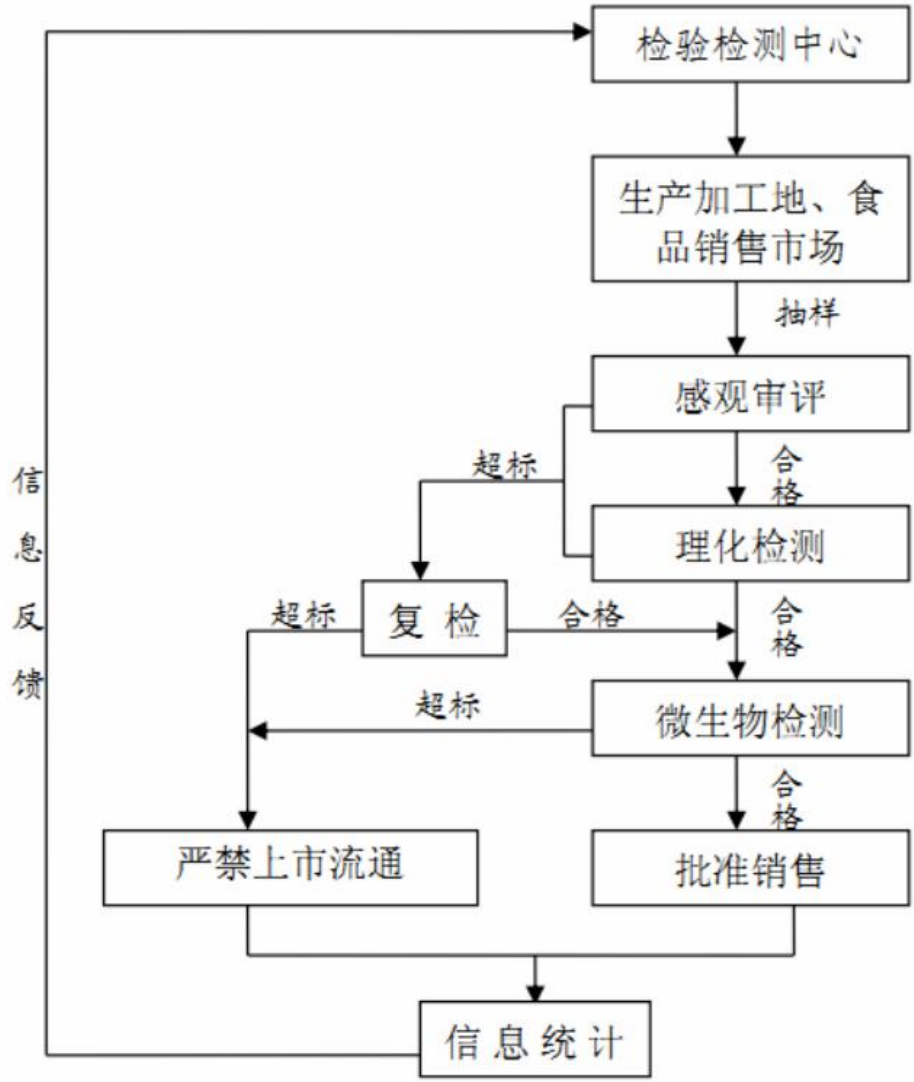 检验检测中心
生产加工地、食
品销售市场
抽样
感观审评
超标
合
格
理化检测
复 检
超标
合格
合
格
微生物检测
超标
合
格
严禁上市流通
批准销售
信息统计
信
息
反
馈